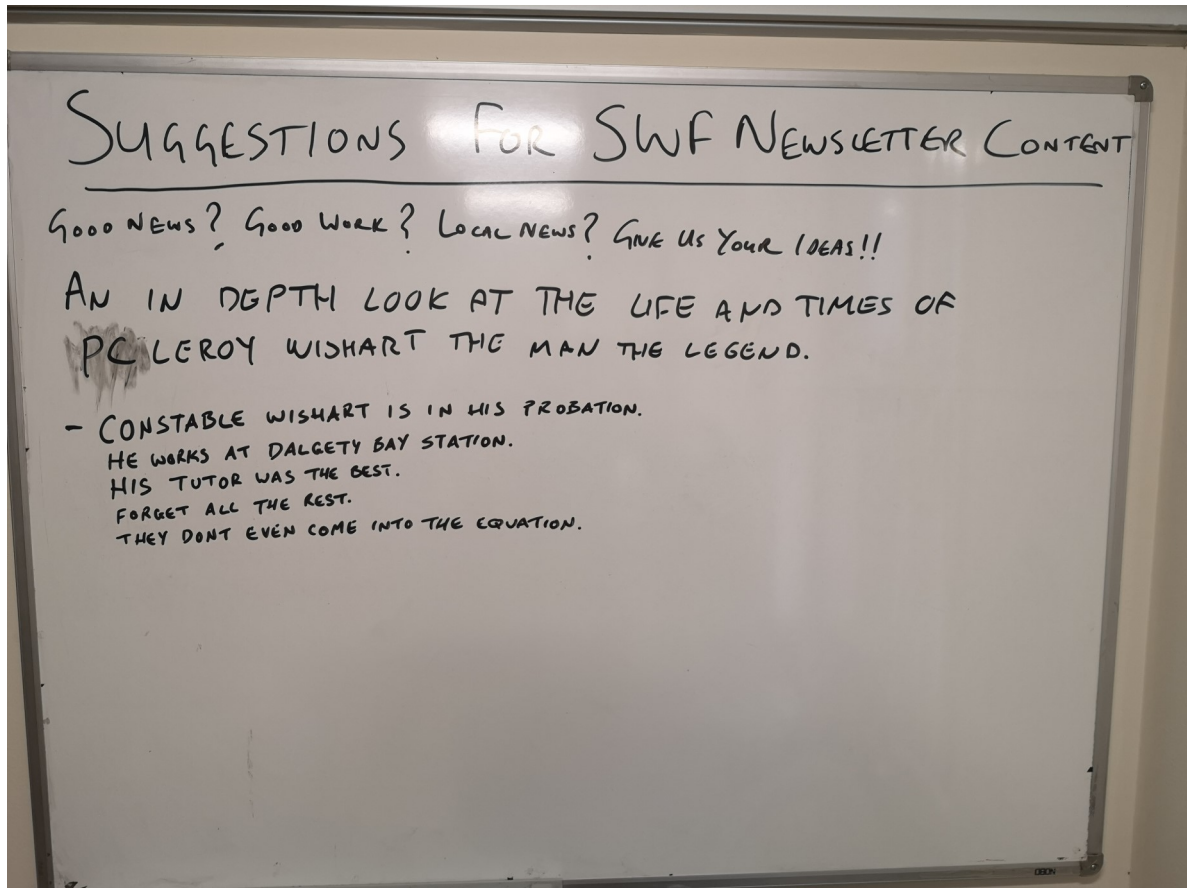 SUGGESTIONS FOR SWF NEWSLETTER CONTENT
GOOD NEWS? GOOD WORK? LOCAL NEWS? GIVE US YOUR IDEAS!!
AN IN DEPTH LOOK AT THE LIFE AND TIMES OF
PC LEROY WISHART THE MAN THE LEGEND.
- CONSTABLE WISHART IS IN HIS PROBATION.
HE WORKS AT DALGETY BAY STATION.
HIS TUTOR WAS THE BEST.
FORGET ALL THE REST.
THEY DONT EVEN COME INTO THE EQUATION.